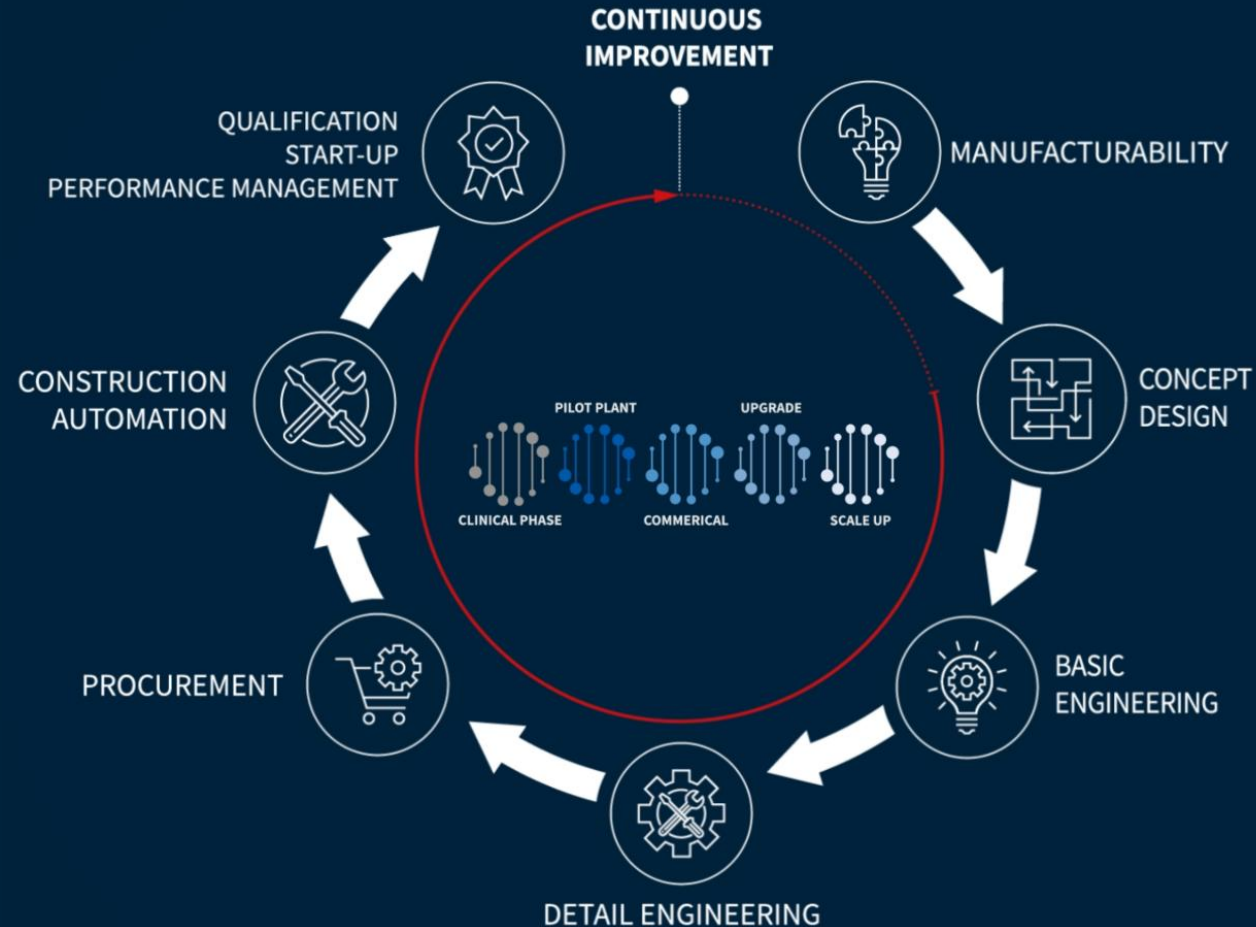 CONTINUOUS
IMPROVEMENT
MANUFACTURABILITY
CONCEPT
DESIGN
BASIC
ENGINEERING
DETAIL ENGINEERING
PROCUREMENT
CONSTRUCTION
AUTOMATION
QUALIFICATION
START-UP
PERFORMANCE MANAGEMENT
CLINICAL PHASE
PILOT PLANT
COMMERICAL
UPGRADE
SCALE UP